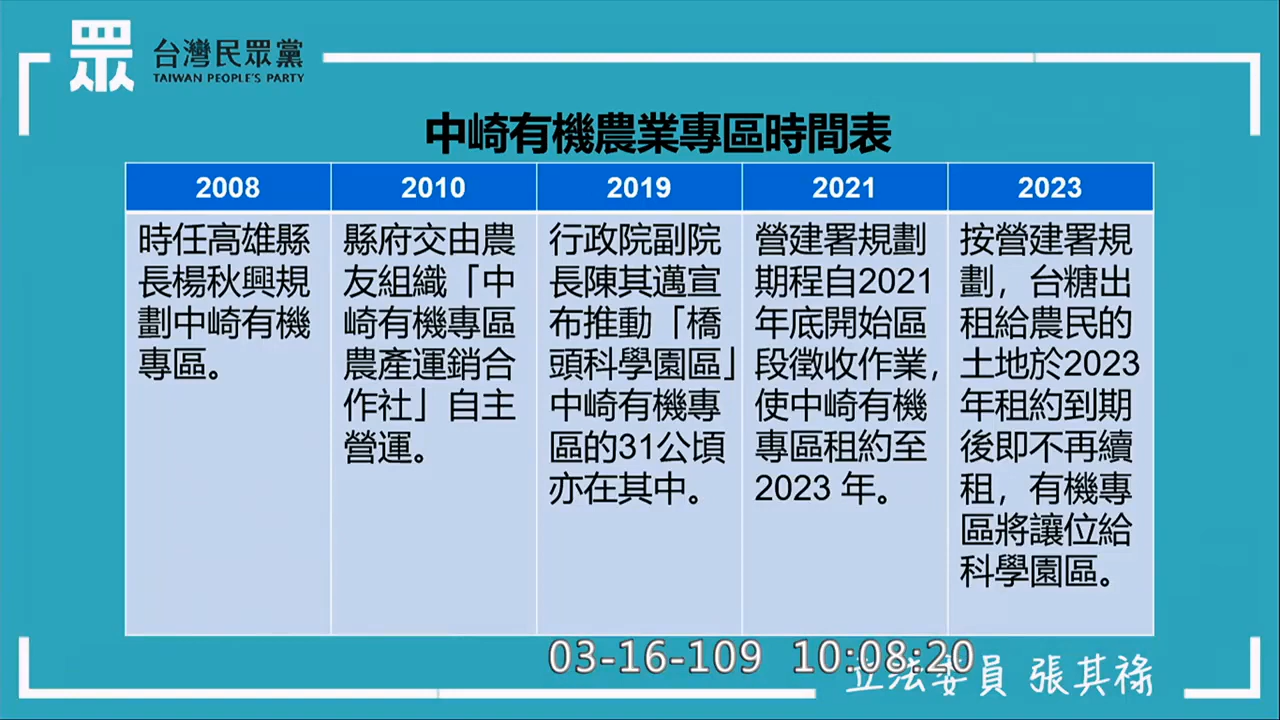 眾
台灣民眾黨
TAIWAN PEOPLE'S PARTY
中崎有機農業專區時間表
2008
2010
2019
2021
2023
時任高雄縣
長楊秋興規
劃中崎有機
專區。
縣府交由農
友組織「中
崎有機專區
農產運銷合
作社」自主
營運。
行政院副院
長陳其邁宣
布推動「橋
頭科學園區」
中崎有機專
區的31公頃
亦在其中。
營建署規劃
期程自2021
年底開始區
段徵收作業,
使中崎有機
專區租約至
2023 年。
按營建署規
劃，台糖出
租給農民的
土地於2023
年租約到期
後即不再續
租，有機專
區將讓位給
科學園區。
03-16-109 10:08:20
立法委員 張其祿